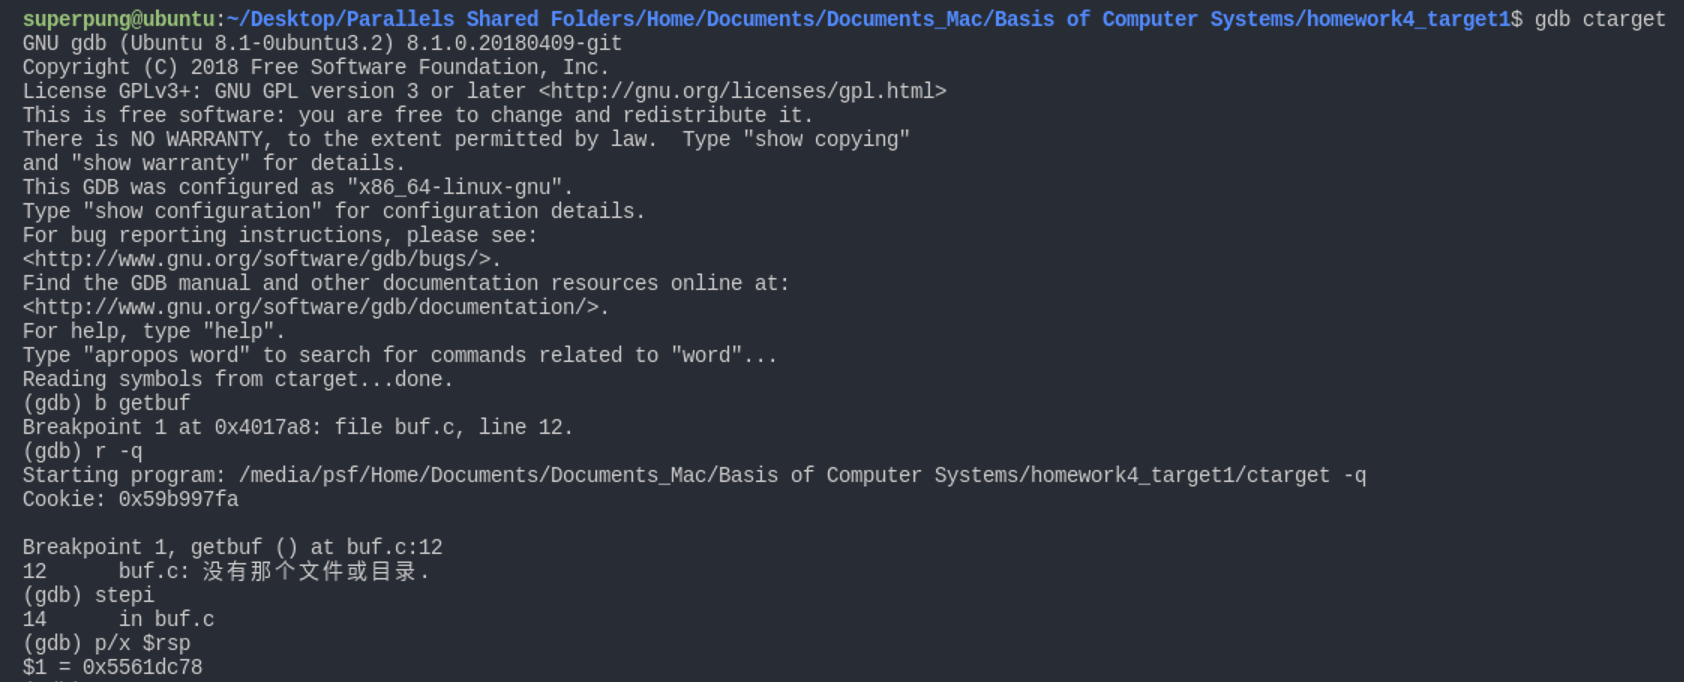 superpung@ubuntu:~/Desktop/Parallels Shared Folders/Home/Documents/Documents_Mac/Basis of Computer Systems/homework4_target1$ gdb ctarget
GNU gdb (Ubuntu 8.1-0ubuntu3.2) 8.1.0.20180409-git
Copyright (C) 2018 Free Software Foundation, Inc.
License GPLv3+: GNU GPL version 3 or later <http://gnu.org/licenses/gpl.html>
This is free software: you are free to change and redistribute it.
There is NO WARRANTY, to the extent permitted by law.  Type "show copying"
and "show warranty" for details.
This GDB was configured as "x86_64-linux-gnu".
Type "show configuration" for configuration details.
For bug reporting instructions, please see:
<http://www.gnu.org/software/gdb/bugs/>.
Find the GDB manual and other documentation resources online at:
<http://www.gnu.org/software/gdb/documentation/>.
For help, type "help".
Type "apropos word" to search for commands related to "word"...
Reading symbols from ctarget...done.
(gdb) b getbuf
Breakpoint 1 at 0x4017a8: file buf.c, line 12.
(gdb) r -q
Starting program: /media/psf/Home/Documents/Documents_Mac/Basis of Computer Systems/homework4_target1/ctarget -q
Cookie: 0x59b997fa

Breakpoint 1, getbuf () at buf.c:12
12      buf.c: 没有那个文件或目录.
(gdb) stepi
14      in buf.c
(gdb) p/x $rsp
$1 = 0x5561dc78